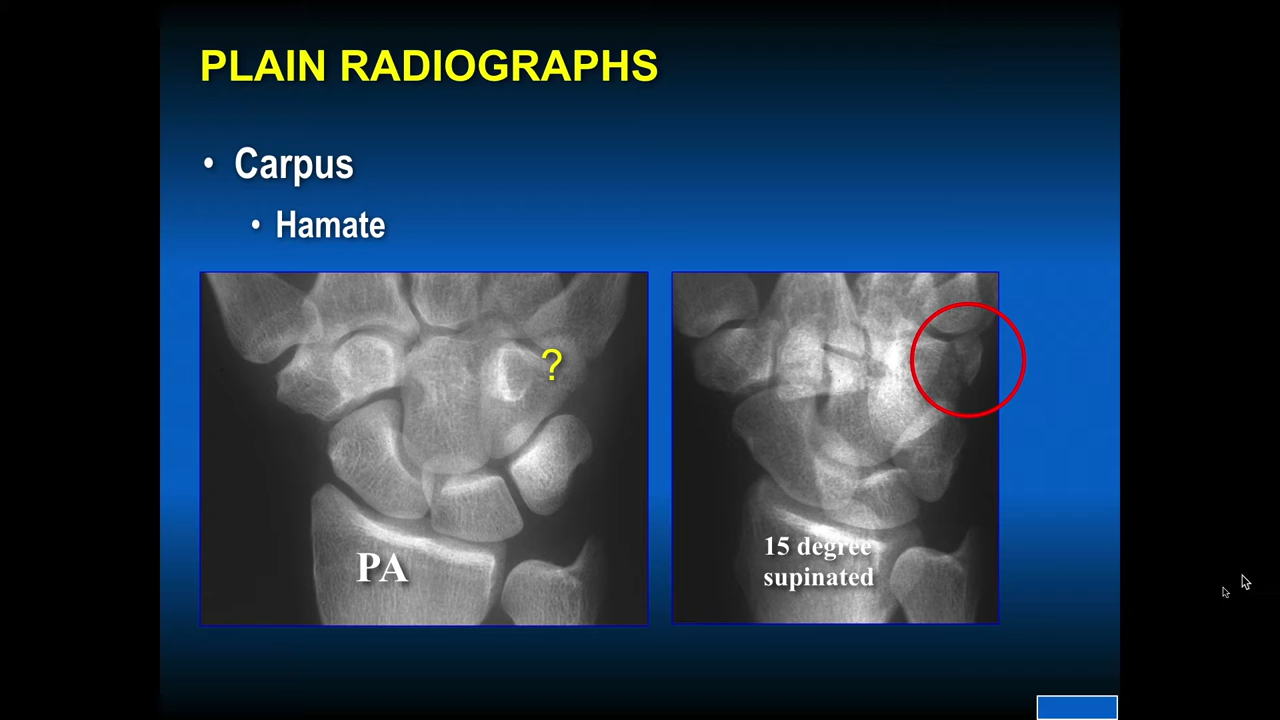 PLAIN RADIOGRAPHS
• Carpus
• Hamate
?
PA
15 degree
supinated